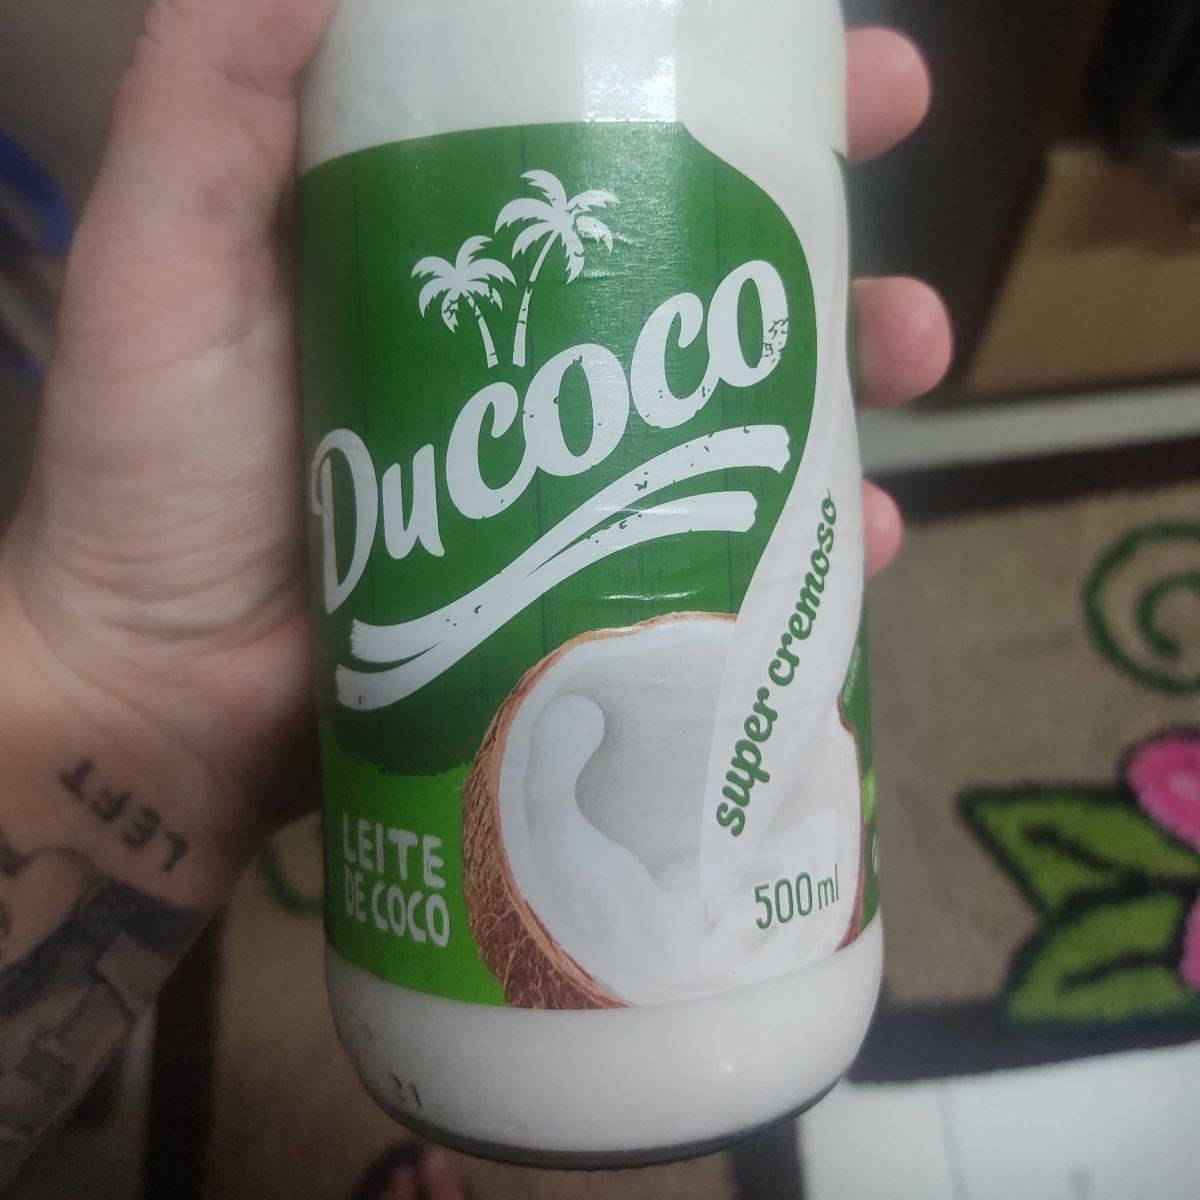 Ducoco
super cremoso
LEITE
DE COCO
500ml
LEFT